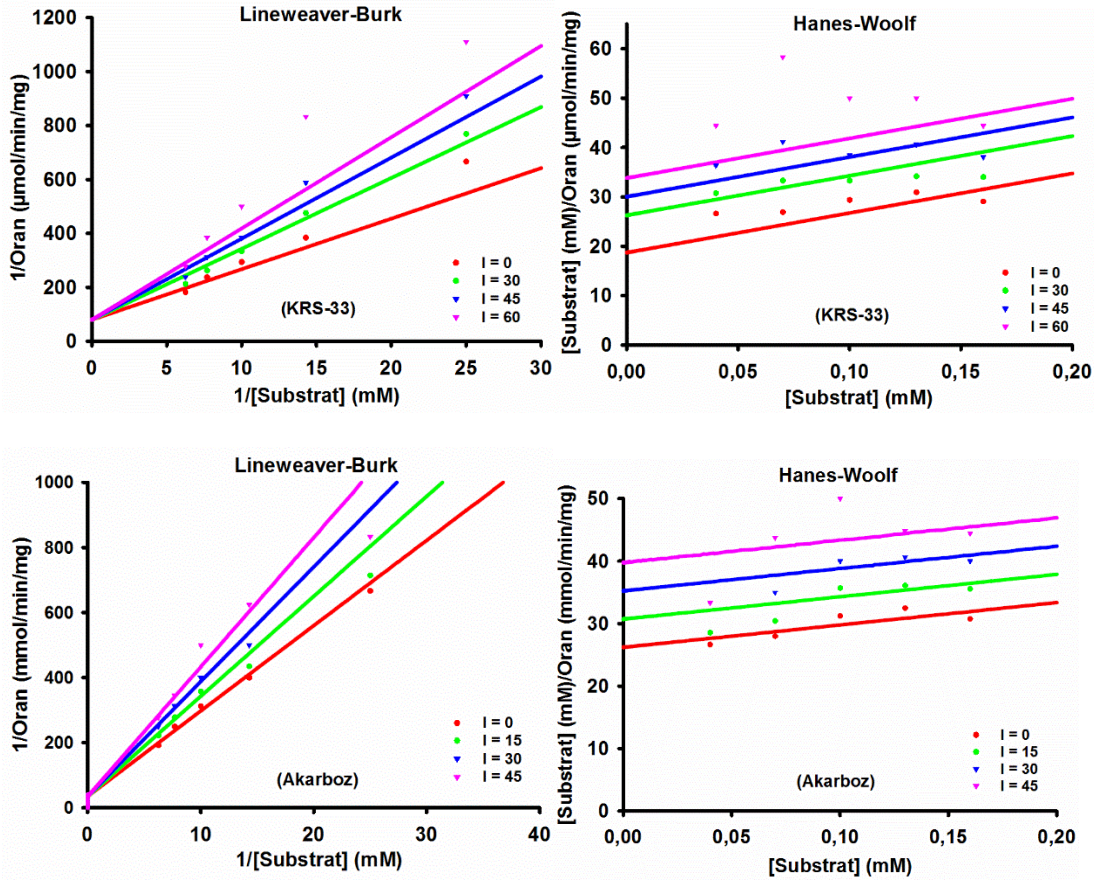 Lineweaver-Burk
1/Oran (µmol/min/mg)
1200
1000
800
600
400
200
0
0 5 10 15 20 25 30
1/[Substrat] (mM)
I = 0
I = 30
I = 45
I = 60
(KRS-33)
Hanes-Woolf
[Substrat] (mM)/Oran (µmol/min/mg)
60
50
40
30
20
10
0
0,00 0,05 0,10 0,15 0,20
[Substrat] (mM)
I = 0
I = 30
I = 45
I = 60
(KRS-33)
Lineweaver-Burk
1/Oran (mmol/min/mg)
1000
800
600
400
200
0
0 10 20 30 40
1/[Substrat] (mM)
I = 0
I = 15
I = 30
I = 45
(Akarboz)
Hanes-Woolf
[Substrat] (mM)/Oran (mmol/min/mg)
50
40
30
20
10
0
0,00 0,05 0,10 0,15 0,20
[Substrat] (mM)
I = 0
I = 15
I = 30
I = 45
(Akarboz)